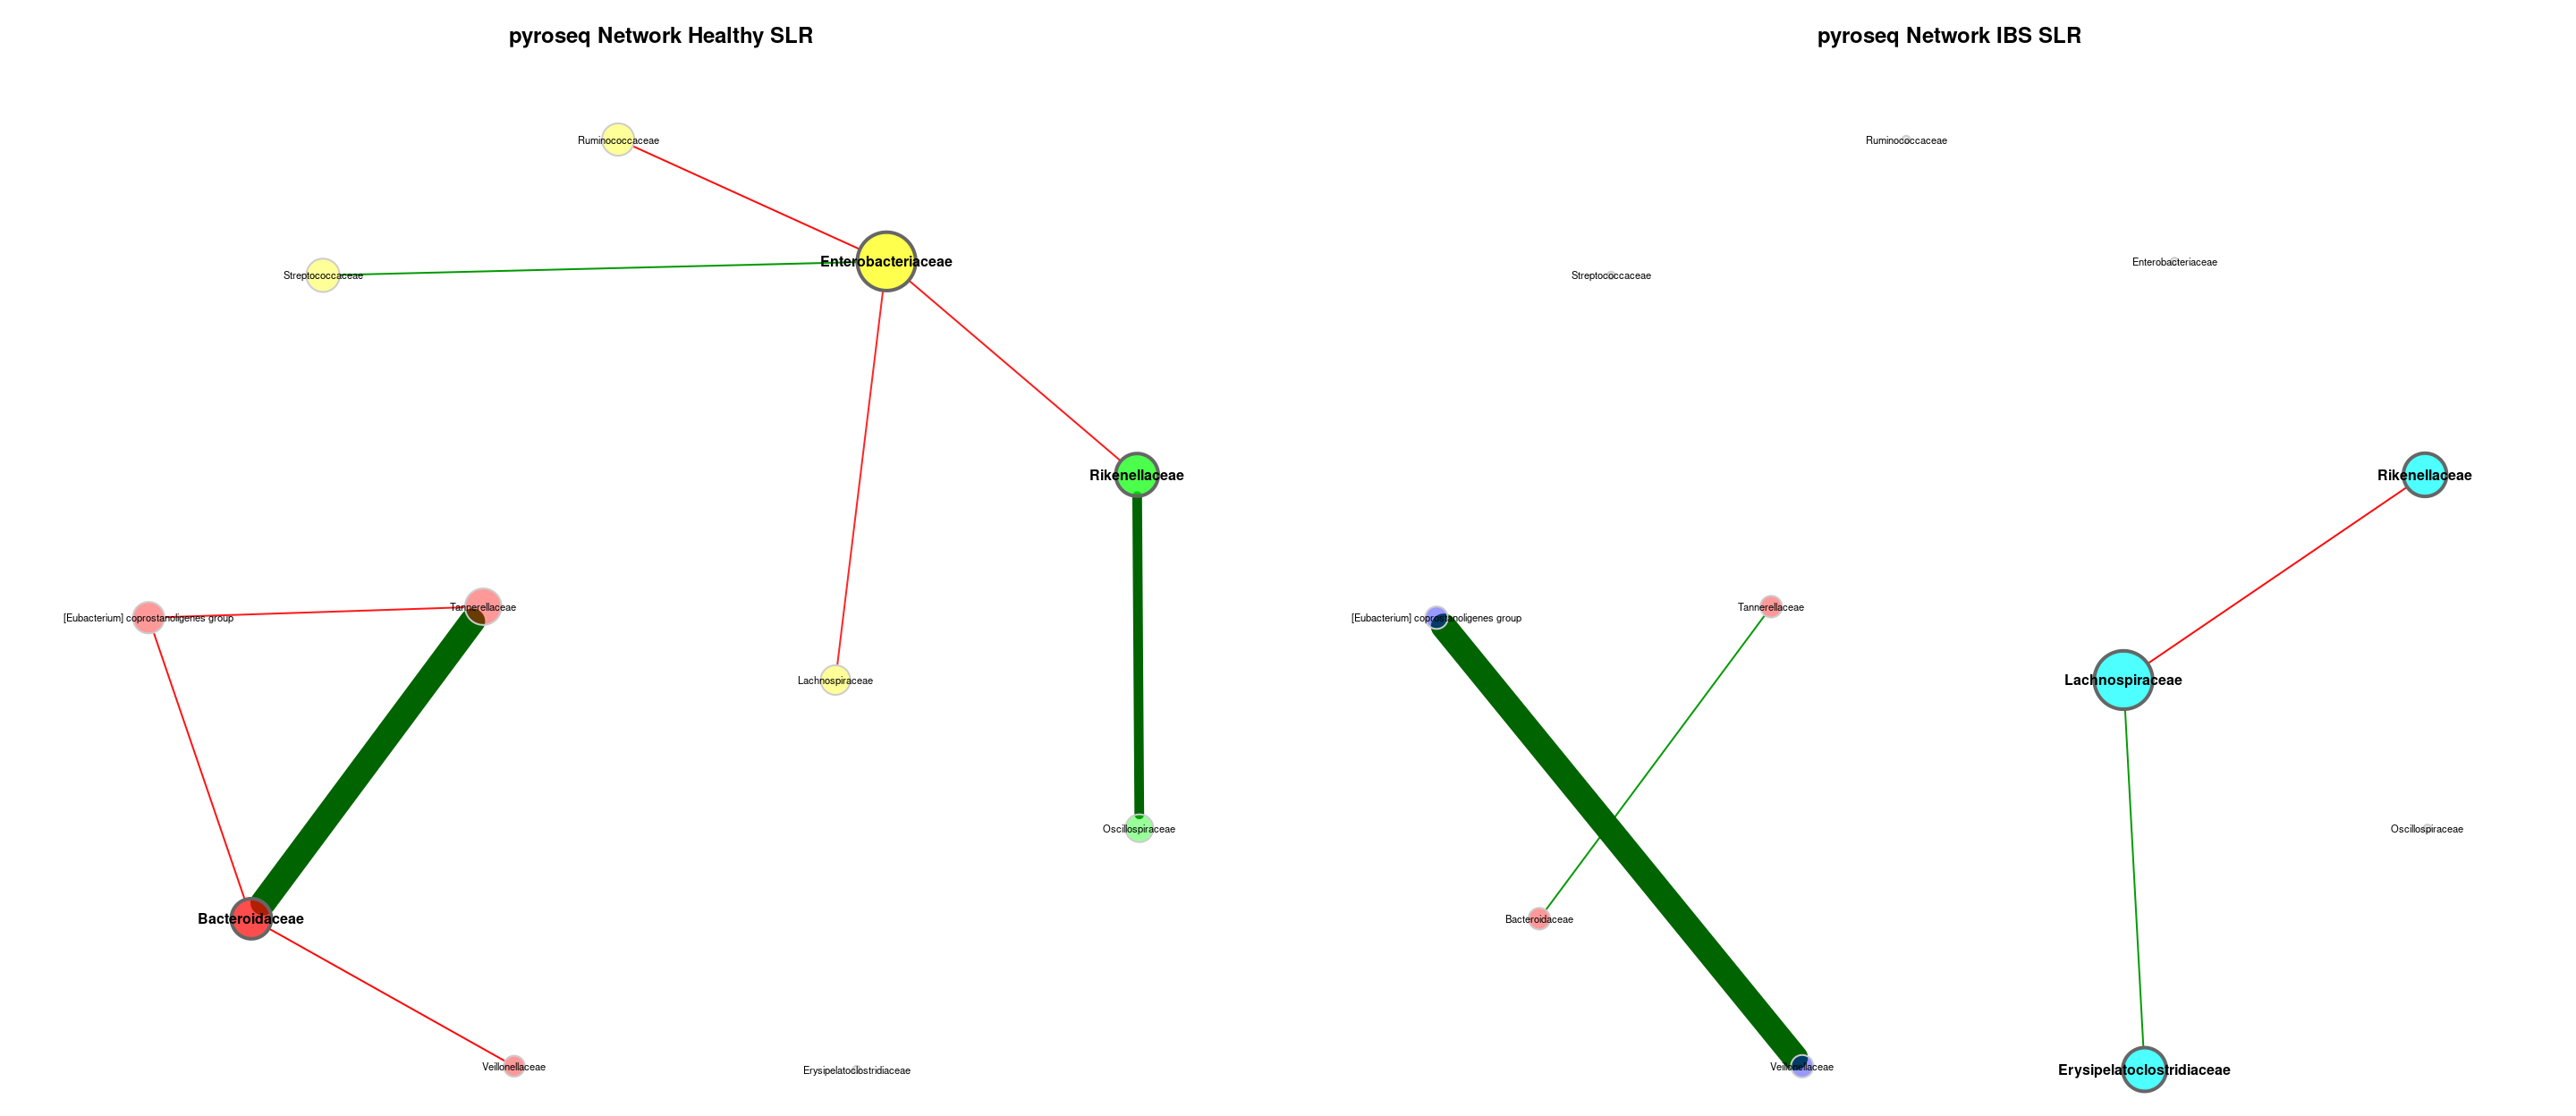 pyroseq Network Healthy SLR
Ruminococcaceae
Enterobacteriaceae
Streptococcaceae
Rikenellaceae
Tannerellaceae
[Eubacterium] coprostanoligenes group
Lachnospiraceae
Oscillospiraceae
Bacteroidaceae
Veillonellaceae
Erysipelatoclostridiaceae
pyroseq Network IBS SLR
Ruminococcaceae
Enterobacteriaceae
Streptococcaceae
Rikenellaceae
Tannerellaceae
[Eubacterium] coprostanoligenes group
Lachnospiraceae
Oscillospiraceae
Bacteroidaceae
Veillonellaceae
Erysipelatoclostridiaceae